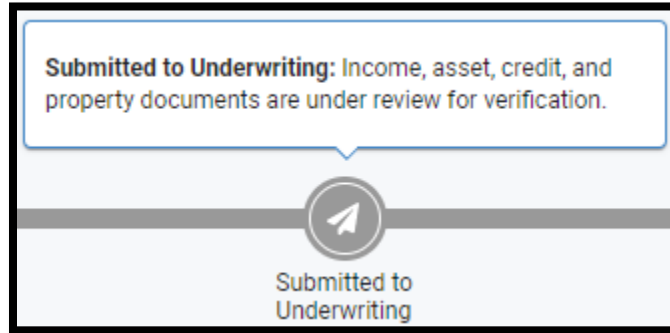 Submitted to Underwriting: Income, asset, credit, and
property documents are under review for verification.
Submitted to
Underwriting